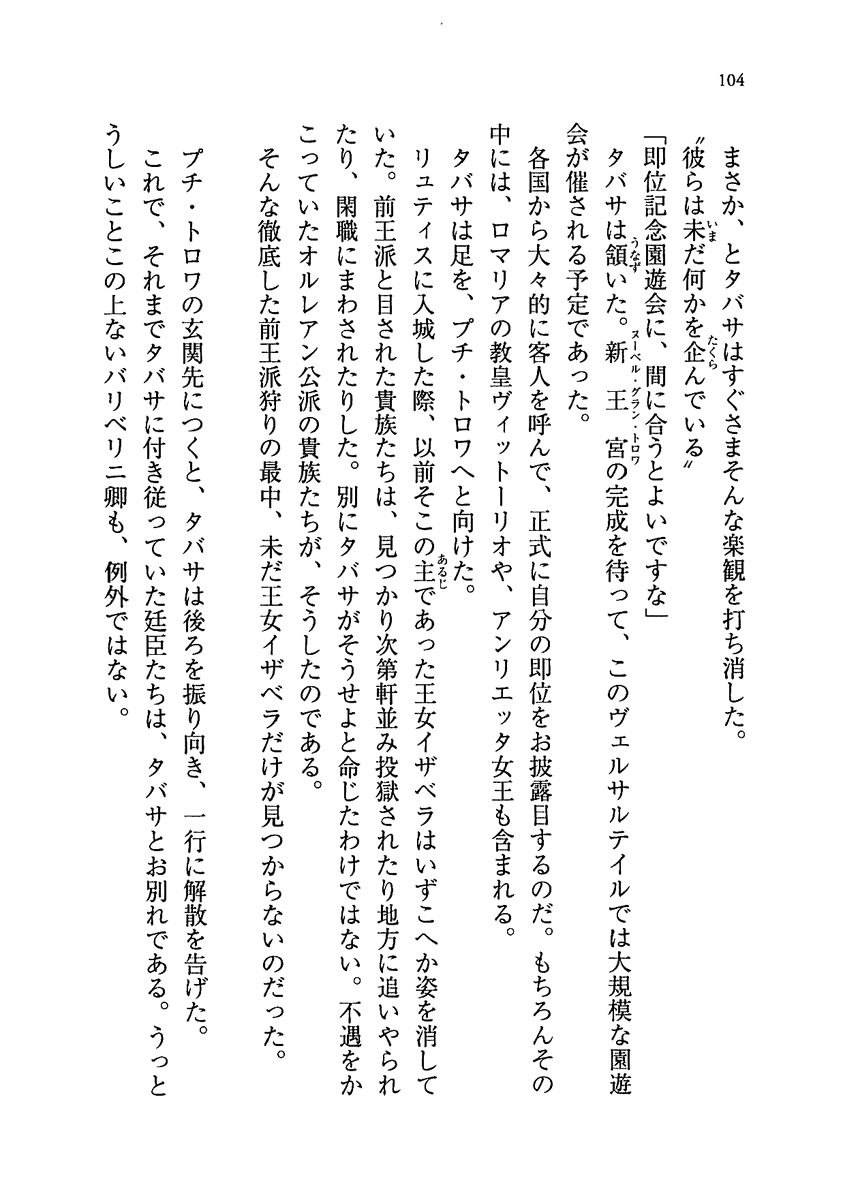 104
まさか、とタバサはすぐさまそんな楽観を打ち消した。
〝彼らは未だ何かを企んでいる〟
「即位記念園遊会に、間に合うとよいですな」
タバサは頷いた。新王宮の完成を待って、このヴェルサルテイルでは大規模な園遊
会が催される予定であった。
各国から大々的に客人を呼んで、正式に自分の即位をお披露目するのだ。もちろんその
中には、ロマリアの教皇ヴィットーリオや、アンリエッタ女王も含まれる。
タバサは足を、プチ・トロワへと向けた。
リュティスに入城した際、以前そこの主であった王女イザベラはいずこへか姿を消して
いた。前王派と目された貴族たちは、見つかり次第軒並み投獄されたり地方に追いやられ
たり、閑職にまわされたりした。別にタバサがそうせよと命じたわけではない。不遇をか
こっていたオルレアン公派の貴族たちが、そうしたのである。
そんな徹底した前王派狩りの最中、未だ王女イザベラだけが見つからないのだった。
プチ・トロワの玄関先につくと、タバサは後ろを振り向き、一行に解散を告げた。
これで、それまでタバサに付き従っていた廷臣たちは、タバサとお別れである。うっと
うしいことこの上ないバリベリニ卿も、例外ではない。
いま
たくら
うなず
ヌーベル・グラン・トロワ
あるじ